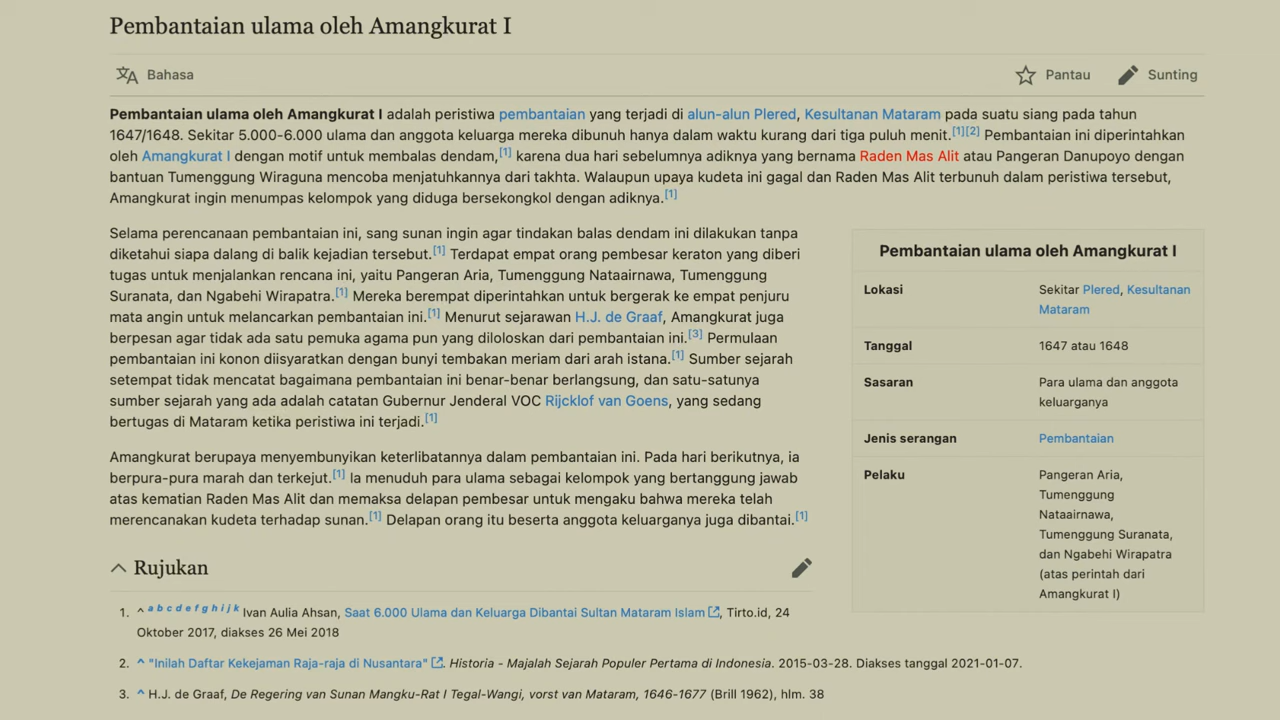 Pembantaian ulama oleh Amangkurat I
Bahasa
Pantau
Sunting
Pembantaian ulama oleh Amangkurat I adalah peristiwa pembantaian yang terjadi di alun-alun Plered, Kesultanan Mataram pada suatu siang pada tahun
1647/1648. Sekitar 5.000-6.000 ulama dan anggota keluarga mereka dibunuh hanya dalam waktu kurang dari tiga puluh menit.[1][2] Pembantaian ini diperintahkan
oleh Amangkurat I dengan motif untuk membalas dendam,[1] karena dua hari sebelumnya adiknya yang bernama Raden Mas Alit atau Pangeran Danupoyo dengan
bantuan Tumenggung Wiraguna mencoba menjatuhkannya dari takhta. Walaupun upaya kudeta ini gagal dan Raden Mas Alit terbunuh dalam peristiwa tersebut,
Amangkurat ingin menumpas kelompok yang diduga bersekongkol dengan adiknya.[1]
Selama perencanaan pembantaian ini, sang sunan ingin agar tindakan balas dendam ini dilakukan tanpa
diketahui siapa dalang di balik kejadian tersebut.[1] Terdapat empat orang pembesar keraton yang diberi
tugas untuk menjalankan rencana ini, yaitu Pangeran Aria, Tumenggung Nataairnawa, Tumenggung
Suranata, dan Ngabehi Wirapatra.[1] Mereka berempat diperintahkan untuk bergerak ke empat penjuru
mata angin untuk melancarkan pembantaian ini.[1] Menurut sejarawan H.J. de Graaf, Amangkurat juga
berpesan agar tidak ada satu pemuka agama pun yang diloloskan dari pembantaian ini.[3] Permulaan
pembantaian ini konon diisyaratkan dengan bunyi tembakan meriam dari arah istana.[1] Sumber sejarah
setempat tidak mencatat bagaimana pembantaian ini benar-benar berlangsung, dan satu-satunya
sumber sejarah yang ada adalah catatan Gubernur Jenderal VOC Rijcklof van Goens, yang sedang
bertugas di Mataram ketika peristiwa ini terjadi.[1]
Amangkurat berupaya menyembunyikan keterlibatannya dalam pembantaian ini. Pada hari berikutnya, ia
berpura-pura marah dan terkejut.[1] Ia menuduh para ulama sebagai kelompok yang bertanggung jawab
atas kematian Raden Mas Alit dan memaksa delapan pembesar untuk mengaku bahwa mereka telah
merencanakan kudeta terhadap sunan.[1] Delapan orang itu beserta anggota keluarganya juga dibantai.[1]
Pembantaian ulama oleh Amangkurat I
Lokasi
Sekitar Plered, Kesultanan
Mataram
Tanggal
1647 atau 1648
Sasaran
Para ulama dan anggota
keluarganya
Jenis serangan
Pembantaian
Pelaku
Pangeran Aria,
Tumenggung
Nataairnawa,
Tumenggung Suranata,
dan Ngabehi Wirapatra
(atas perintah dari
Amangkurat I)
Rujukan
1. ^ a b c d e f g h i j k Ivan Aulia Ahsan, Saat 6.000 Ulama dan Keluarga Dibantai Sultan Mataram Islam, Tirto.id, 24
Oktober 2017, diakses 26 Mei 2018
2. ^ "Inilah Daftar Kekejaman Raja-raja di Nusantara". Historia - Majalah Sejarah Populer Pertama di Indonesia. 2015-03-28. Diakses tanggal 2021-01-07.
3. ^ H.J. de Graaf, De Regering van Sunan Mangku-Rat I Tegal-Wangi, vorst van Mataram, 1646-1677 (Brill 1962), hlm. 38